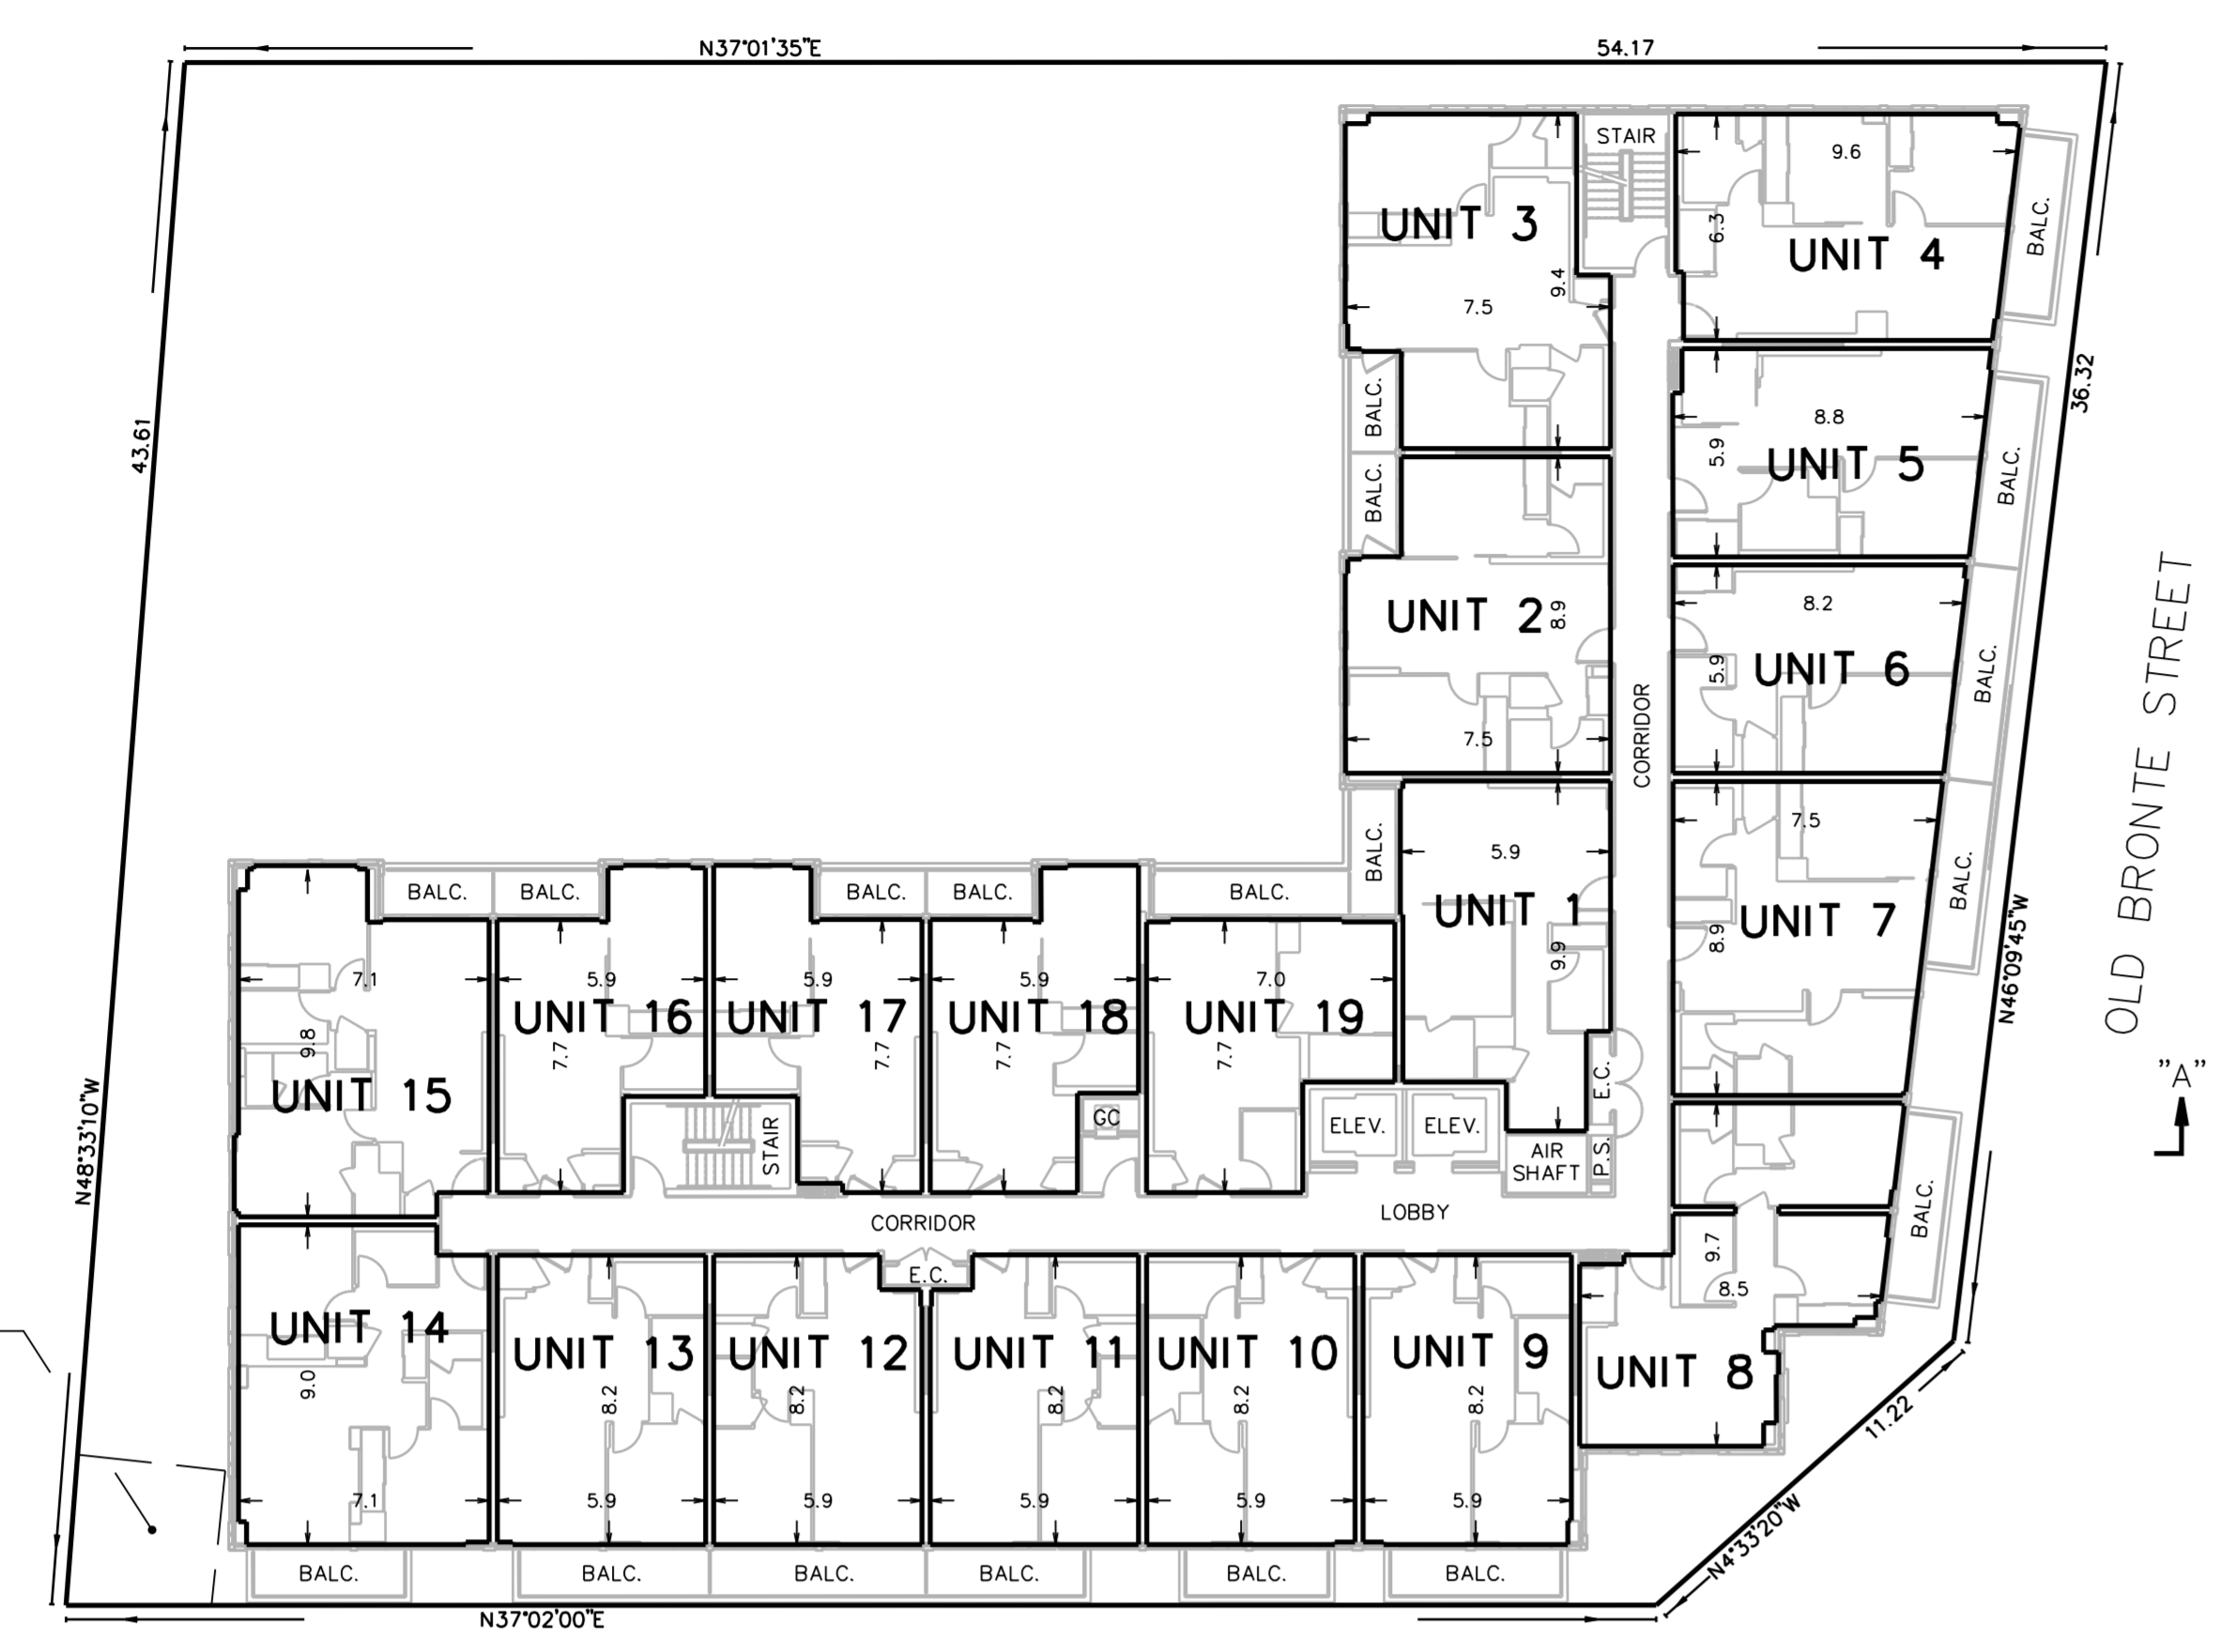 N37°01'35"E
54.17
STAIR
9.6
BALC.
UNIT 3
6.3
UNIT 4
9.4
7.5
43.61
36.32
BALC.
8.8
5.9
UNIT 5
BALC.
BALC.
8.2
UNIT 2
8.9
5.9
UNIT 6
BALC.
OLD BRONTE STREET
CORRIDOR
7.5
7.5
BALC.
5.9
BALC.
BALC.
BALC.
BALC.
BALC.
BALC.
UNIT 1
8.9
UNIT 7
9.9
N46°09'45"W
7.1
5.9
5.9
5.9
7.0
UNIT 16
UNIT 17
UNIT 18
UNIT 19
9.8
7.7
7.7
7.7
7.7
"A"
UNIT 15
E.C.
N48°33'10"W
GC
ELEV.
ELEV.
STAIR
AIR
SHAFT
P.S.
BALC.
CORRIDOR
LOBBY
9.7
E.C.
8.5
UNIT 14
UNIT 13
UNIT 12
UNIT 11
UNIT 10
UNIT 9
UNIT 8
9.0
8.2
8.2
8.2
8.2
8.2
11.22
7.1
5.9
5.9
5.9
5.9
5.9
N4°33'20"W
BALC.
BALC.
BALC.
BALC.
BALC.
BALC.
N37°02'00"E